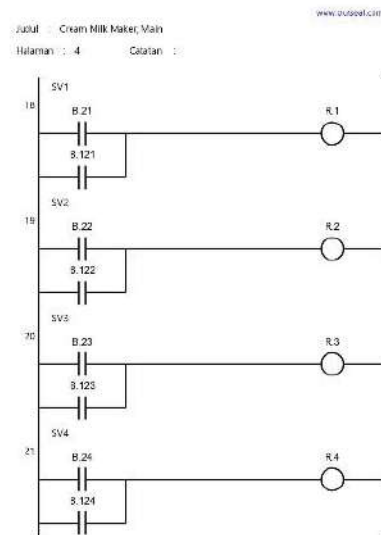 www.outseal.com
Judul : Cream Milk Maker, Main
Halaman : 4 Catatan :
SV1
18
B.21 R.1
B.121
SV2
19
B.22 R.2
B.122
SV3
20
B.23 R.3
B.123
SV4
21
B.24 R.4
B.124